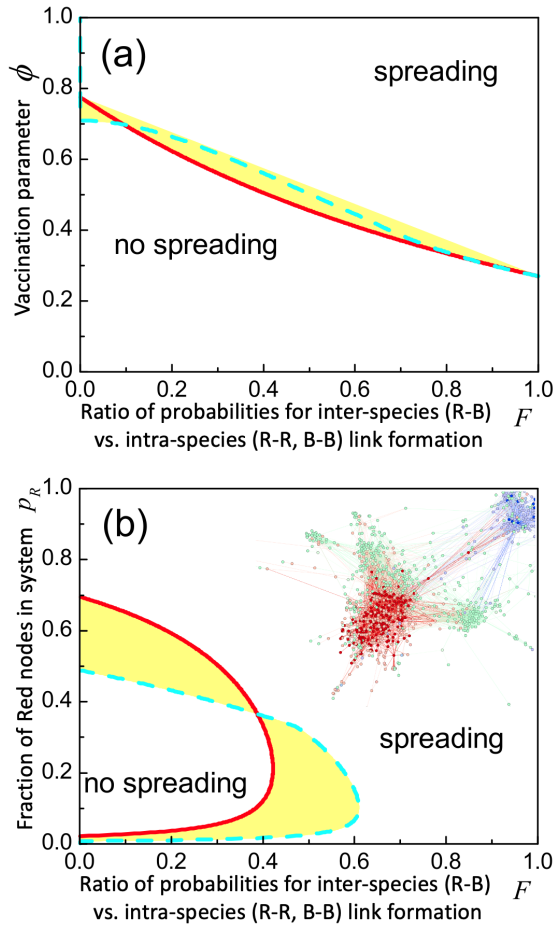 (a)
spreading
no spreading
Vaccination parameter ϕ
1.0
0.8
0.6
0.4
0.2
0.0
0.0 0.2 0.4 0.6 0.8 1.0
Ratio of probabilities for inter-species (R-B) F
vs. intra-species (R-R, B-B) link formation
(b)
spreading
no spreading
Fraction of Red nodes in system p_R
1.0
0.8
0.6
0.4
0.2
0.0
0.0 0.2 0.4 0.6 0.8 1.0
Ratio of probabilities for inter-species (R-B) F
vs. intra-species (R-R, B-B) link formation